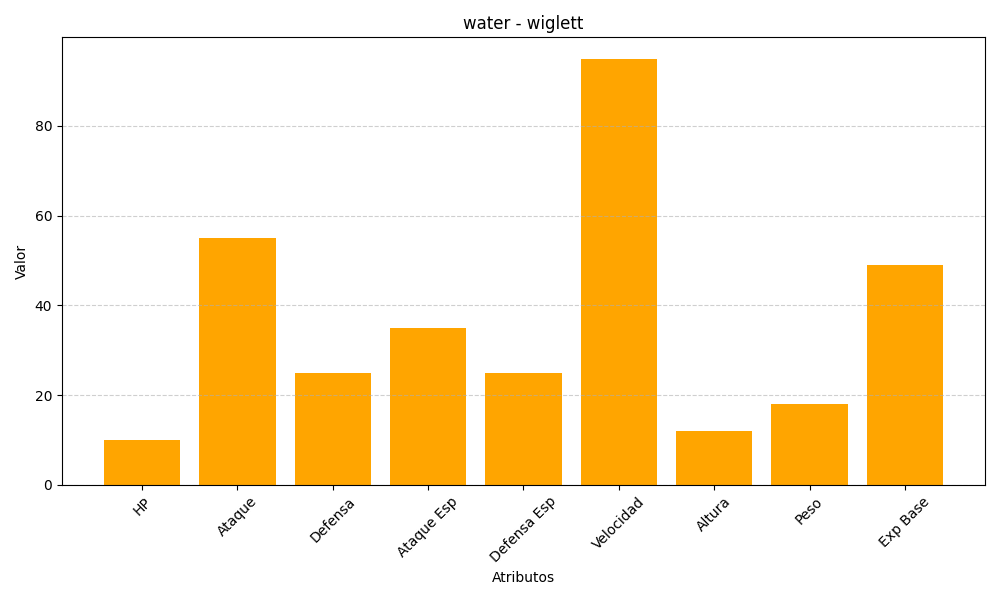 water - wiglett
Valor
80
60
40
20
0
HP
Ataque
Defensa
Ataque Esp
Defensa Esp
Velocidad
Altura
Peso
Exp Base
Atributos